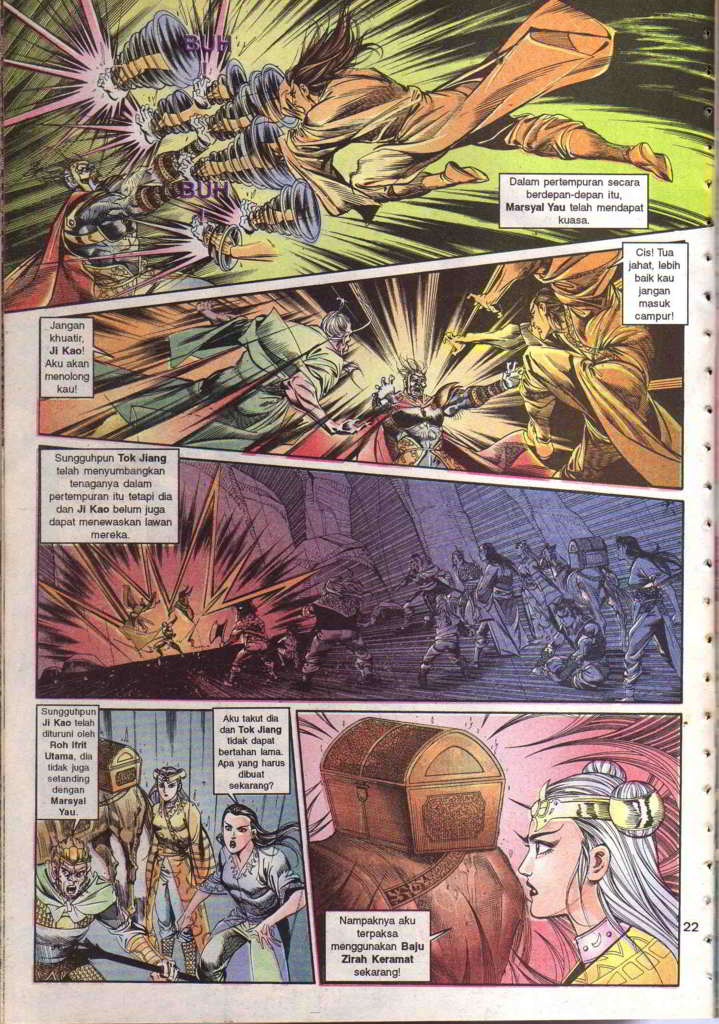 BUH
BUH
Dalam pertempuran secara
berdepan-depan itu,
Marsyal Yau telah mendapat
kuasa.
Cis! Tua
jahat, lebih
baik kau
jangan
masuk
campur!
Jangan
khuatir,
Ji Kao!
Aku akan
menolong
kau!
Sungguhpun Tok Jiang
telah menyumbangkan
tenaganya dalam
pertempuran itu tetapi dia
dan Ji Kao belum juga
dapat menewaskan lawan
mereka.
Sungguhpun
Ji Kao telah
dituruni oleh
Roh Ifrit
Utama, dia
tidak juga
setanding
dengan
Marsyal
Yau.
Aku takut dia
dan Tok Jiang
tidak dapat
bertahan lama.
Apa yang harus
dibuat
sekarang?
Nampaknya aku
terpaksa
menggunakan Baju
Zirah Keramat
sekarang!
22